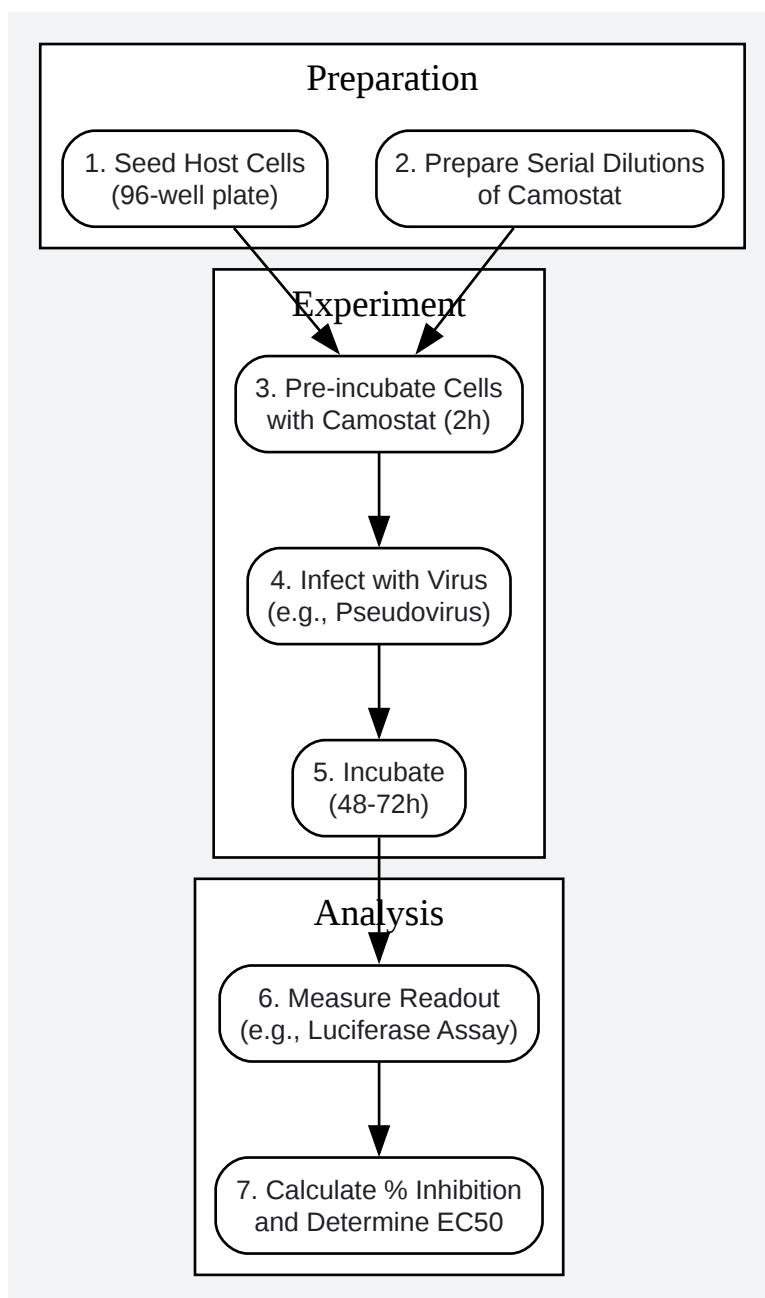 Preparation
1. Seed Host Cells
(96-well plate)
2. Prepare Serial Dilutions
of Camostat
Experiment
3. Pre-incubate Cells
with Camostat (2h)
4. Infect with Virus
(e.g., Pseudovirus)
5. Incubate
(48-72h)
Analysis
6. Measure Readout
(e.g., Luciferase Assay)
7. Calculate % Inhibition
and Determine EC50